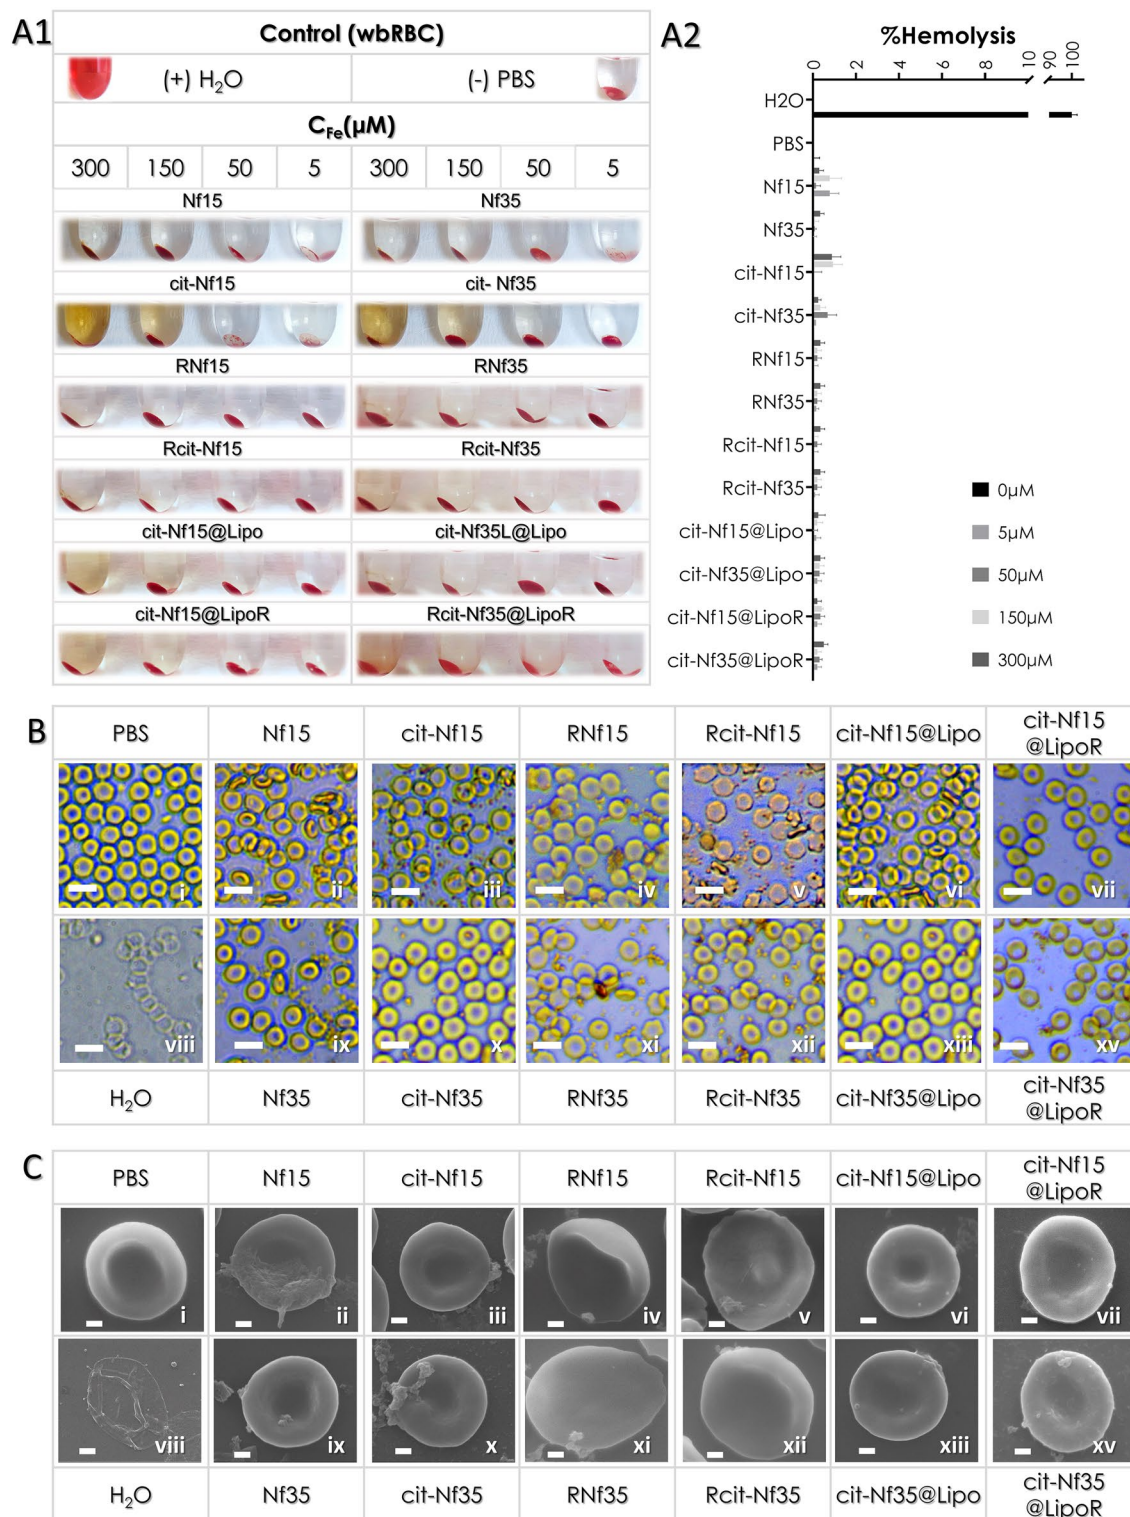 A1
Control (wbRBC)
(+) H₂O
(-) PBS
C_Fe(µM)
300 150 50 5 300 150 50 5
Nf15 Nf35
cit-Nf15 cit- Nf35
RNf15 RNf35
Rcit-Nf15 Rcit-Nf35
cit-Nf15@Lipo cit-Nf35L@Lipo
cit-Nf15@LipoR Rcit-Nf35@LipoR
A2
%Hemolysis
0 2 4 6 8 10 90 100
H2O
PBS
Nf15
Nf35
cit-Nf15
cit-Nf35
RNf15
RNf35
Rcit-Nf15
Rcit-Nf35
cit-Nf15@Lipo
cit-Nf35@Lipo
cit-Nf15@LipoR
cit-Nf35@LipoR
0µM
5µM
50µM
150µM
300µM
B
PBS Nf15 cit-Nf15 RNf15 Rcit-Nf15 cit-Nf15@Lipo cit-Nf15
@LipoR
i ii iii iv v vi vii
viii ix x xi xii xiii xv
H₂O Nf35 cit-Nf35 RNf35 Rcit-Nf35 cit-Nf35@Lipo cit-Nf35
@LipoR
C
PBS Nf15 cit-Nf15 RNf15 Rcit-Nf15 cit-Nf15@Lipo cit-Nf15
@LipoR
i ii iii iv v vi vii
viii ix x xi xii xiii xv
H₂O Nf35 cit-Nf35 RNf35 Rcit-Nf35 cit-Nf35@Lipo cit-Nf35
@LipoR